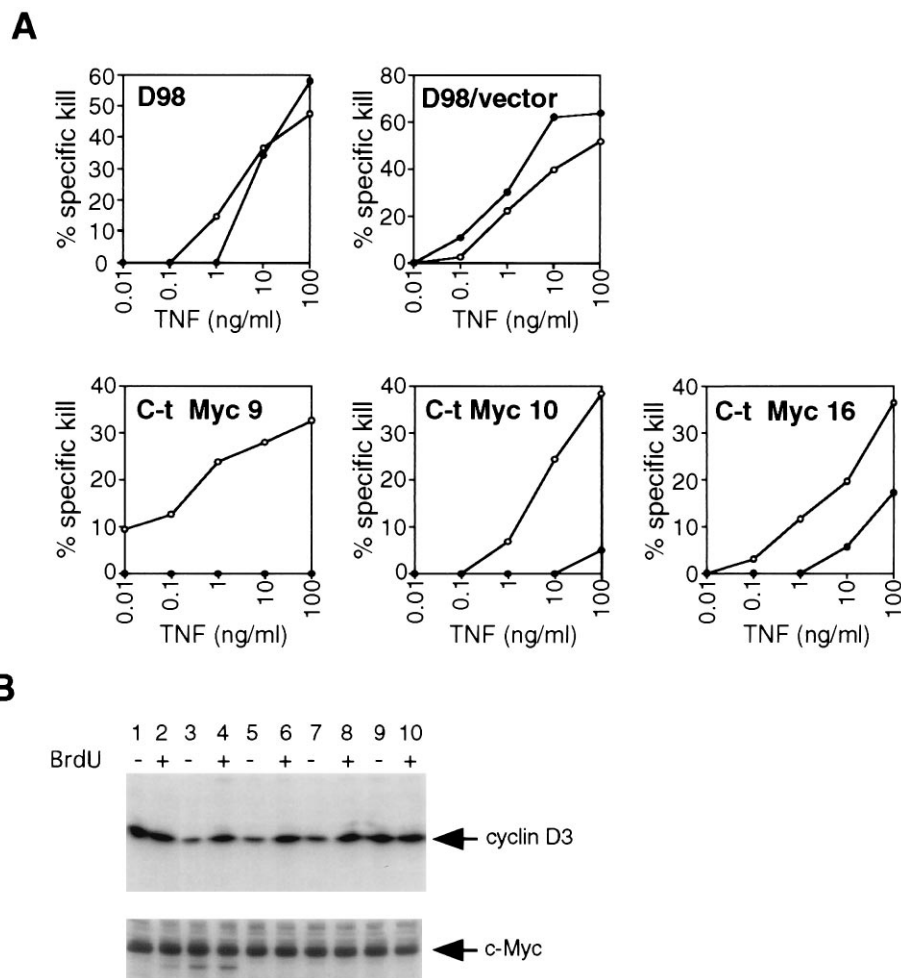 A
D98
% specific kill
60
50
40
30
20
10
0
0.01
0.1
1
10
100
TNF (ng/ml)
D98/vector
% specific kill
80
60
40
20
0
0.01
0.1
1
10
100
TNF (ng/ml)
C-t Myc 9
% specific kill
40
30
20
10
0
0.01
0.1
1
10
100
TNF (ng/ml)
C-t Myc 10
% specific kill
40
30
20
10
0
0.01
0.1
1
10
100
TNF (ng/ml)
C-t Myc 16
% specific kill
40
30
20
10
0
0.01
0.1
1
10
100
TNF (ng/ml)
B
1 2 3 4 5 6 7 8 9 10
BrdU - + - + - + - + - +
cyclin D3
c-Myc